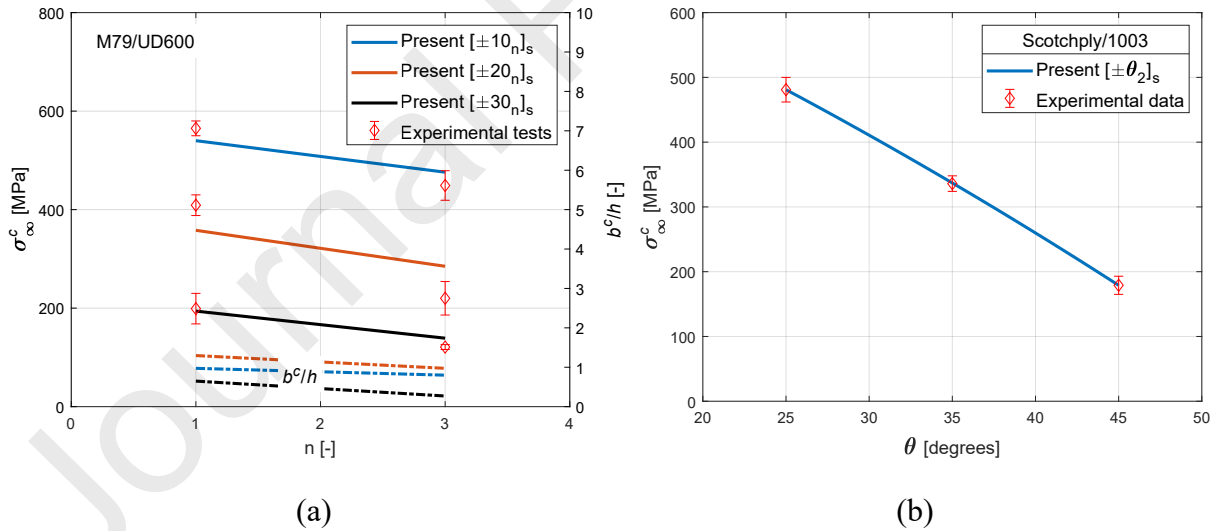 M79/UD600
Present [±10n]s
Present [±20n]s
Present [±30n]s
Experimental tests
σc∞ [MPa]
800
600
400
200
0
0 1 2 3 4
n [-]
10
9
8
7
6
5
4
3
2
1
0
bc/h [-]
bc/h
(a)
Scotchply/1003
Present [±θ2]s
Experimental data
σc∞ [MPa]
600
500
400
300
200
100
0
20 25 30 35 40 45 50
θ [degrees]
(b)
Journal P